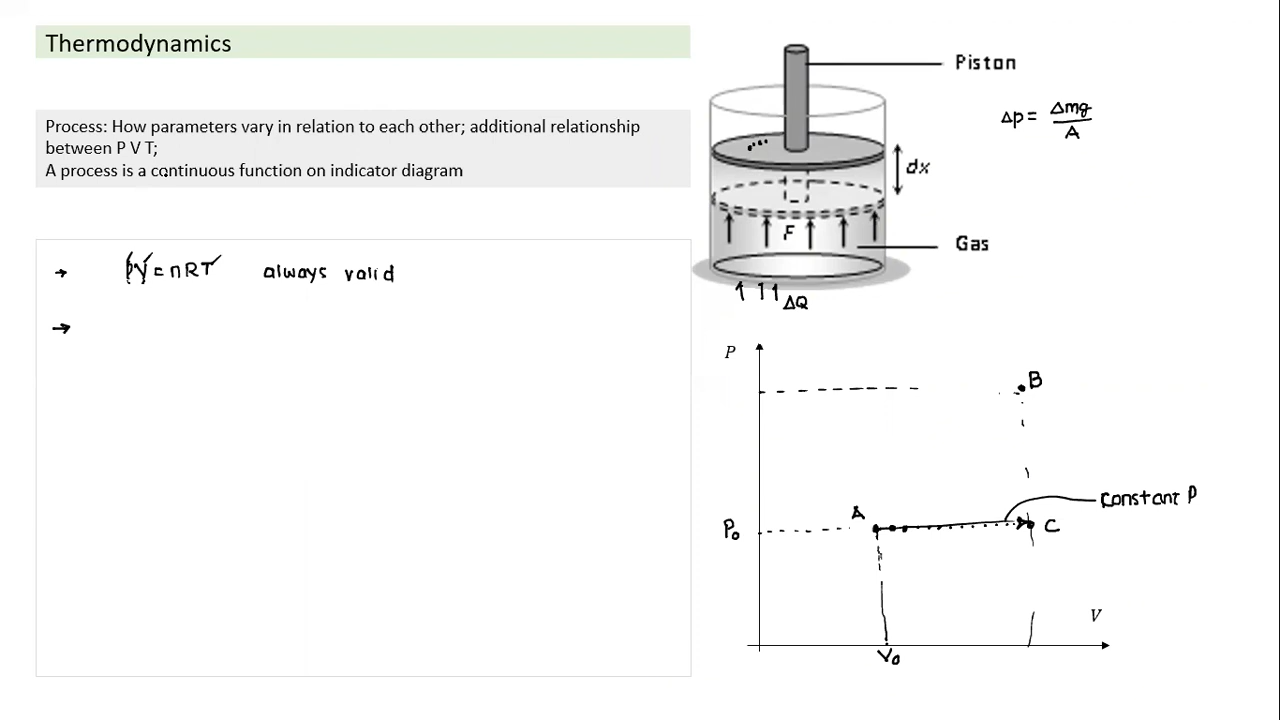 Thermodynamics
Process: How parameters vary in relation to each other; additional relationship
between P V T;
A process is a continuous function on indicator diagram
→ PV = nRT always valid
→
Piston
Δp = Δmg / A
dx
F
Gas
ΔQ
P
B
Constant P
A
P₀
C
V
V₀